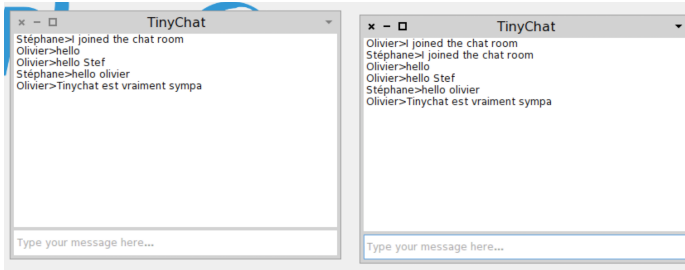 TinyChat
Stéphane>I joined the chat room
Olivier>hello
Olivier>hello Stef
Stéphane>hello olivier
Olivier>Tinychat est vraiment sympa
Type your message here...
TinyChat
Olivier>I joined the chat room
Stéphane>I joined the chat room
Olivier>hello
Olivier>hello Stef
Stéphane>hello olivier
Olivier>Tinychat est vraiment sympa
Type your message here...